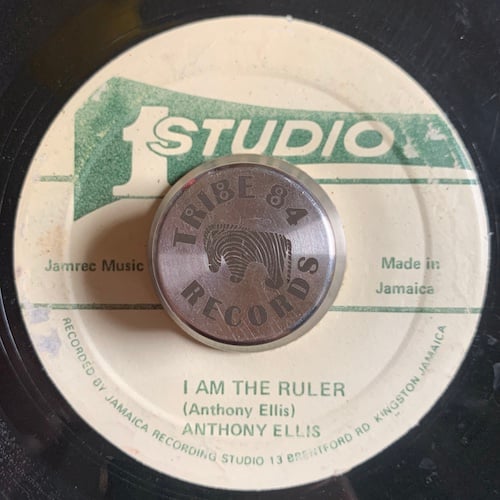 1 STUDIO
TRIBE 84
RECORDS
Jamrec Music
Made in
Jamaica
I AM THE RULER
(Anthony Ellis)
ANTHONY ELLIS
RECORDED BY JAMAICA RECORDING STUDIO 13 BRENTFORD RD KINGSTON JAMAICA